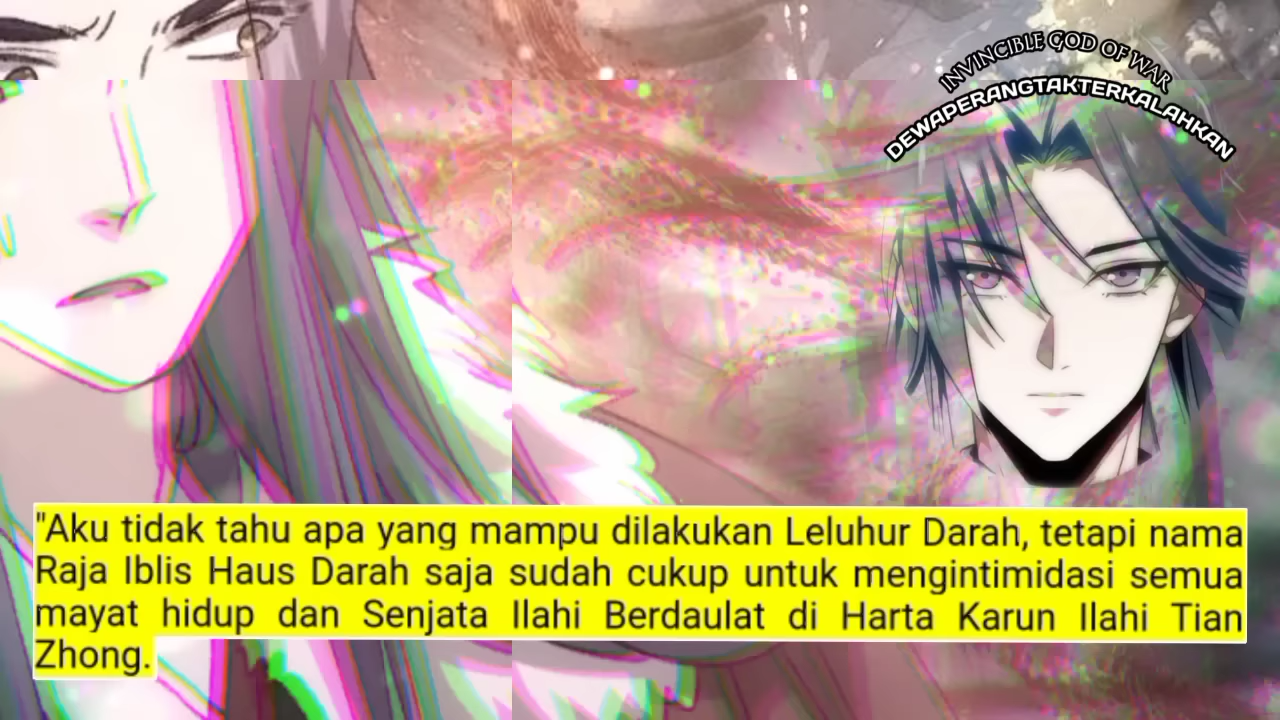 INVINCIBLE GOD OF WAR
DEWAPERANGTAKTERKALAHKAN
"Aku tidak tahu apa yang mampu dilakukan Leluhur Darah, tetapi nama
Raja Iblis Haus Darah saja sudah cukup untuk mengintimidasi semua
mayat hidup dan Senjata Ilahi Berdaulat di Harta Karun Ilahi Tian
Zhong.